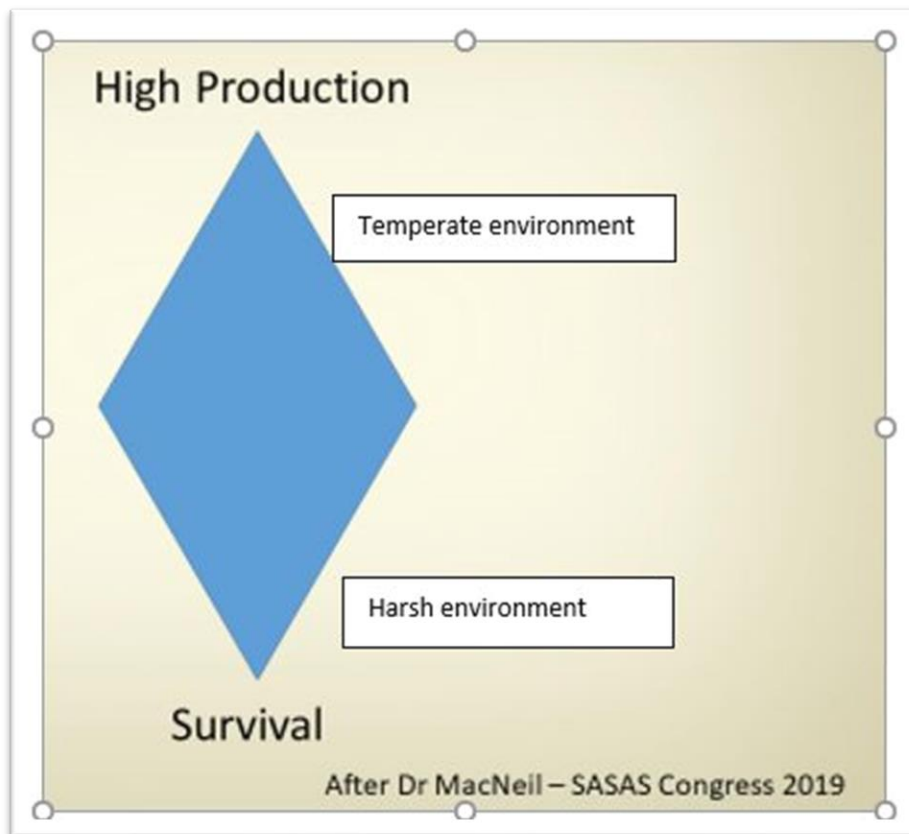 High Production
Temperate environment
Harsh environment
Survival
After Dr MacNeil – SASAS Congress 2019